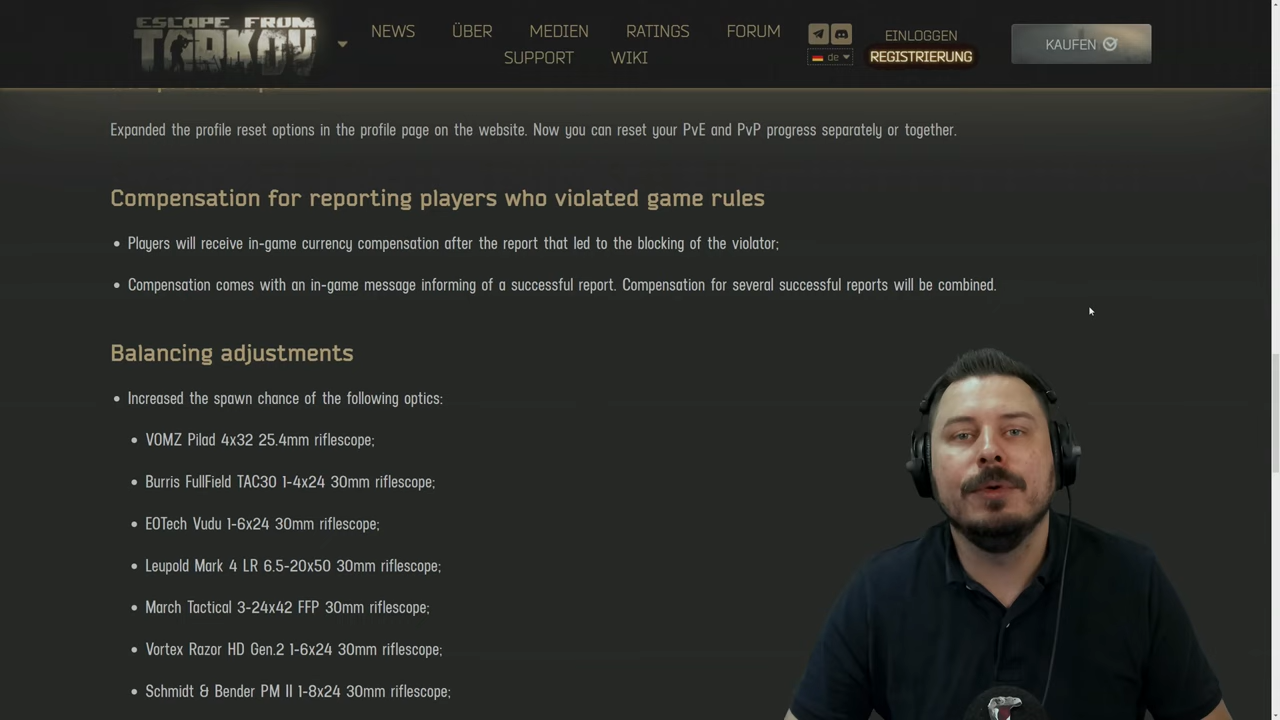 ESCAPE FROM
TARKOV
NEWS
ÜBER
MEDIEN
RATINGS
FORUM
SUPPORT
WIKI
de
EINLOGGEN
REGISTRIERUNG
KAUFEN
Expanded the profile reset options in the profile page on the website. Now you can reset your PvE and PvP progress separately or together.
Compensation for reporting players who violated game rules
• Players will receive in-game currency compensation after the report that led to the blocking of the violator;
• Compensation comes with an in-game message informing of a successful report. Compensation for several successful reports will be combined.
Balancing adjustments
• Increased the spawn chance of the following optics:
• VOMZ Pilad 4x32 25.4mm riflescope;
• Burris FullField TAC30 1-4x24 30mm riflescope;
• EOTech Vudu 1-6x24 30mm riflescope;
• Leupold Mark 4 LR 6.5-20x50 30mm riflescope;
• March Tactical 3-24x42 FFP 30mm riflescope;
• Vortex Razor HD Gen.2 1-6x24 30mm riflescope;
• Schmidt & Bender PM II 1-8x24 30mm riflescope;